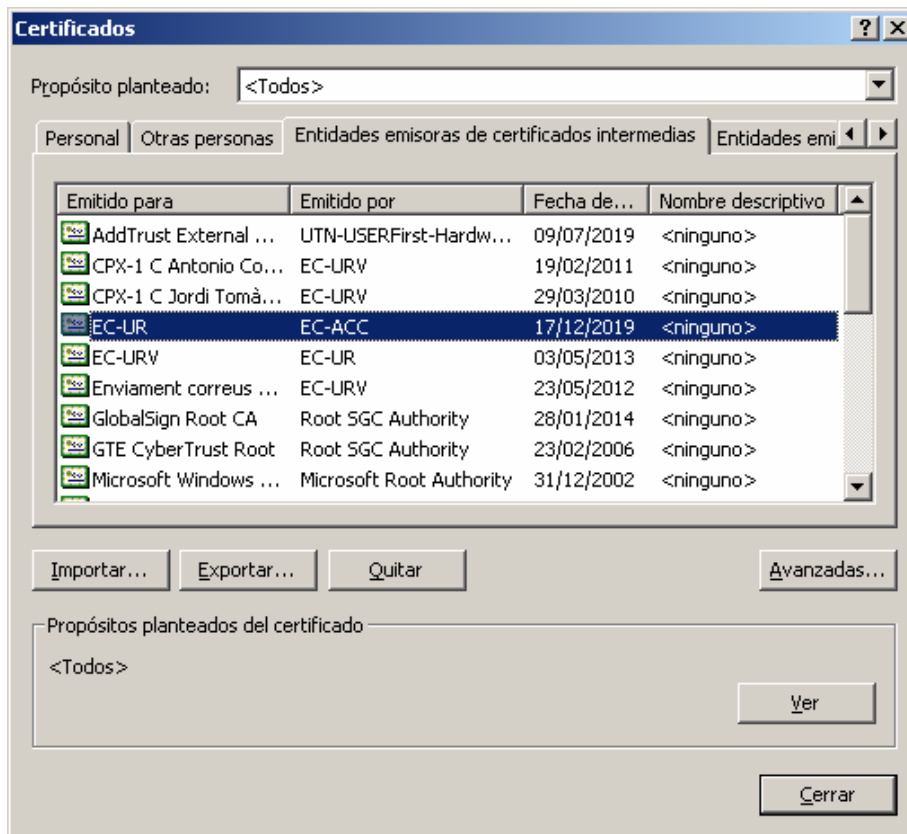 Certificados
Propósito planteado: <Todos>
Personal Otras personas Entidades emisoras de certificados intermedias Entidades emi
Emitido para Emitido por Fecha de... Nombre descriptivo
AddTrust External ... UTN-USERFirst-Hardw... 09/07/2019 <ninguno>
CPX-1 C Antonio Co... EC-URV 19/02/2011 <ninguno>
CPX-1 C Jordi Tomà... EC-URV 29/03/2010 <ninguno>
EC-UR EC-ACC 17/12/2019 <ninguno>
EC-URV EC-UR 03/05/2013 <ninguno>
Enviament correus ... EC-URV 23/05/2012 <ninguno>
GlobalSign Root CA Root SGC Authority 28/01/2014 <ninguno>
GTE CyberTrust Root Root SGC Authority 23/02/2006 <ninguno>
Microsoft Windows ... Microsoft Root Authority 31/12/2002 <ninguno>
Importar... Exportar... Quitar Avanzadas...
Propósitos planteados del certificado
<Todos>
Ver
Cerrar